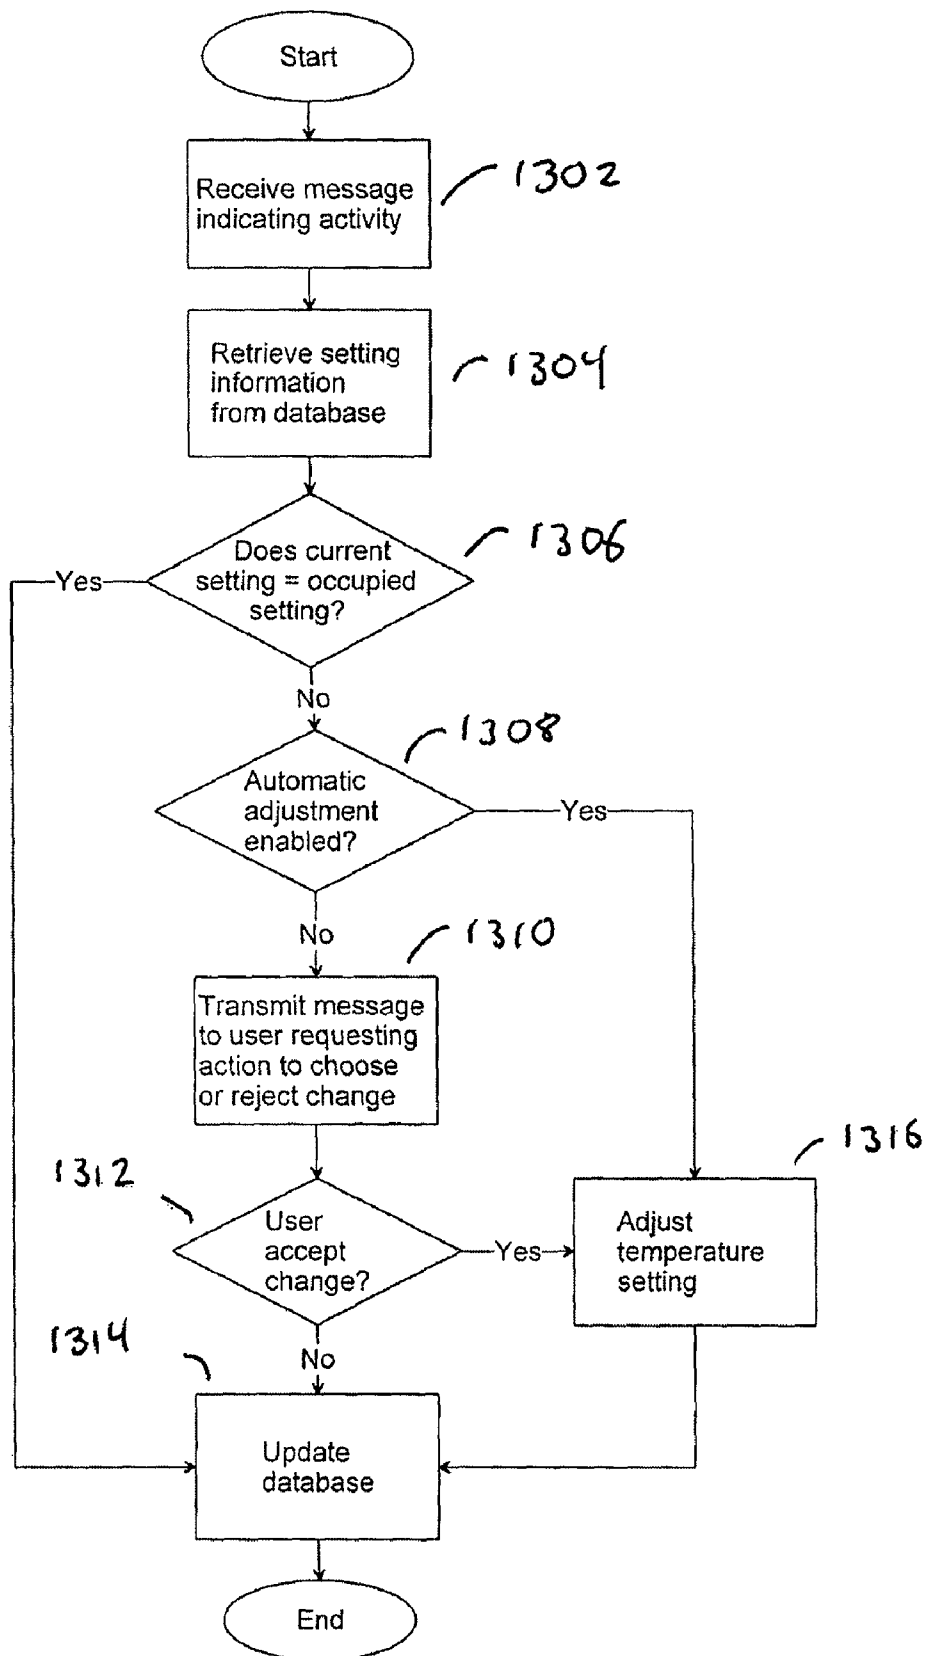 Start
Receive message
indicating activity
1302
Retrieve setting
information
from database
1304
Does current
setting = occupied
setting?
1306
Yes
No
1308
Automatic
adjustment
enabled?
Yes
No
1310
Transmit message
to user requesting
action to choose
or reject change
1316
1312
User
accept
change?
Yes
Adjust
temperature
setting
1314
No
Update
database
End